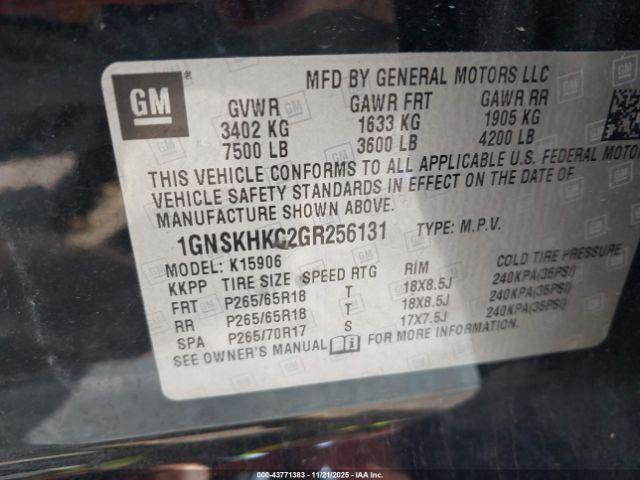 GM
MFD BY GENERAL MOTORS LLC
GVWR GAWR FRT GAWR RR
3402 KG 1633 KG 1905 KG
7500 LB 3600 LB 4200 LB
THIS VEHICLE CONFORMS TO ALL APPLICABLE U.S. FEDERAL MOTOR
VEHICLE SAFETY STANDARDS IN EFFECT ON THE DATE OF
MANUFACTURE SHOWN ABOVE.
1GNSKHKC2GR256131 TYPE: M.P.V.
MODEL: K15906
KKPP TIRE SIZE SPEED RTG RIM COLD TIRE PRESSURE
FRT P265/65R18 T 18X8.5J 240KPA(35PSI)
RR P265/65R18 T 18X8.5J 240KPA(35PSI)
SPA P265/70R17 S 17X7.5J 240KPA(35PSI)
SEE OWNER'S MANUAL i FOR MORE INFORMATION.
© Stock No: 43771383 - 11/21/2025 - IAA Inc.